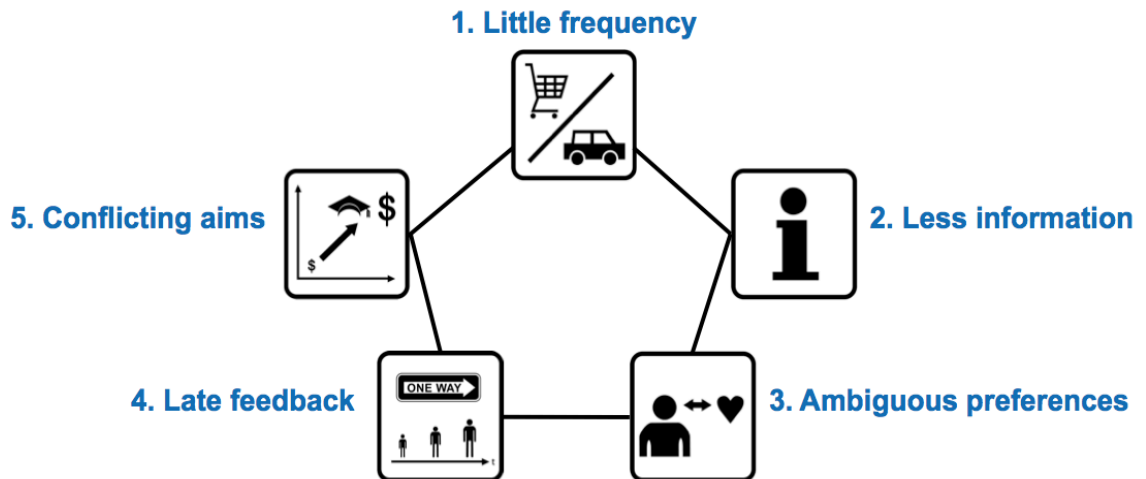 1. Little frequency
5. Conflicting aims
$
$
2. Less information
4. Late feedback
ONE WAY
t
3. Ambiguous preferences